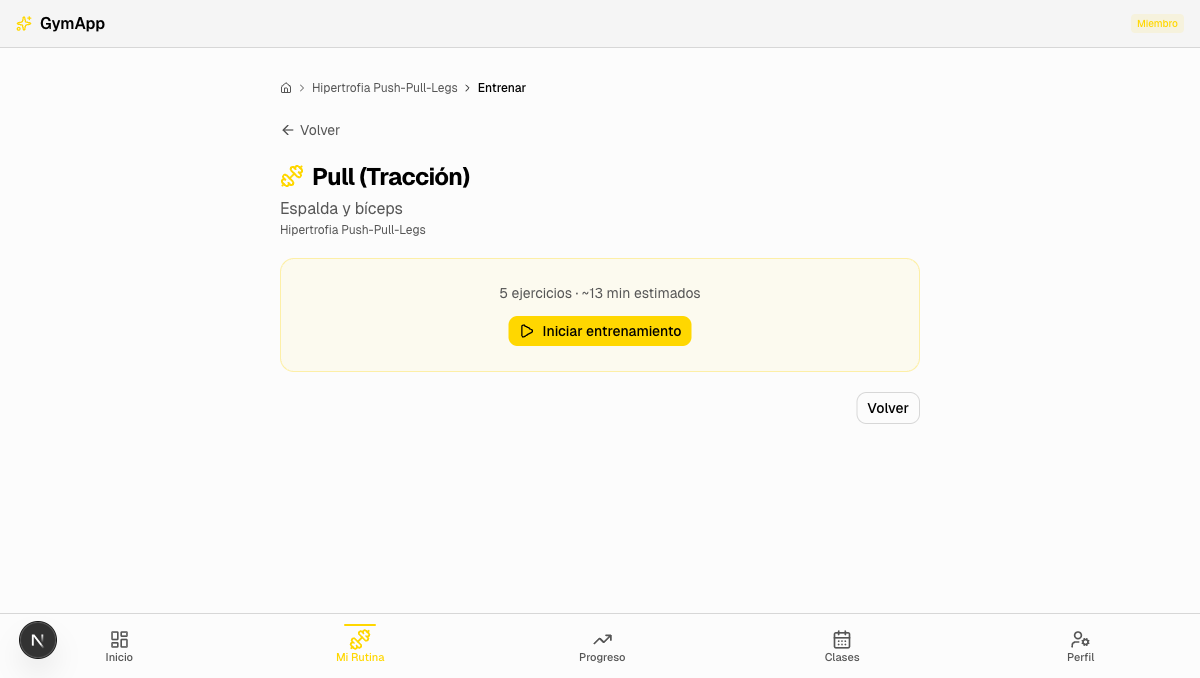 GymApp
Miembro
Hipertrofia Push-Pull-Legs
Entrenar
Volver
Pull (Tracción)
Espalda y bíceps
Hipertrofia Push-Pull-Legs
5 ejercicios · ~13 min estimados
Iniciar entrenamiento
Volver
N
Inicio
Mi Rutina
Progreso
Clases
Perfil